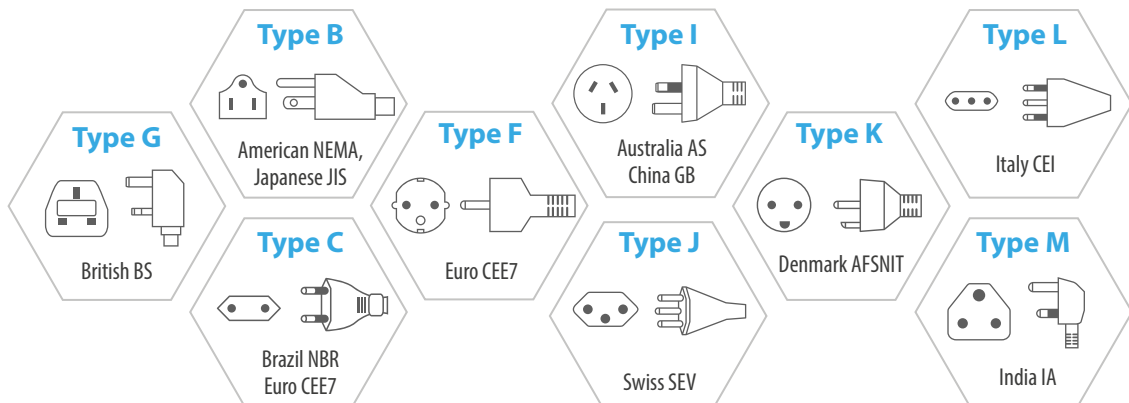 Type G
British BS
Type B
American NEMA,
Japanese JIS
Type C
Brazil NBR
Euro CEE7
Type F
Euro CEE7
Type I
Australia AS
China GB
Type J
Swiss SEV
Type K
Denmark AFSNIT
Type L
Italy CEI
Type M
India IA